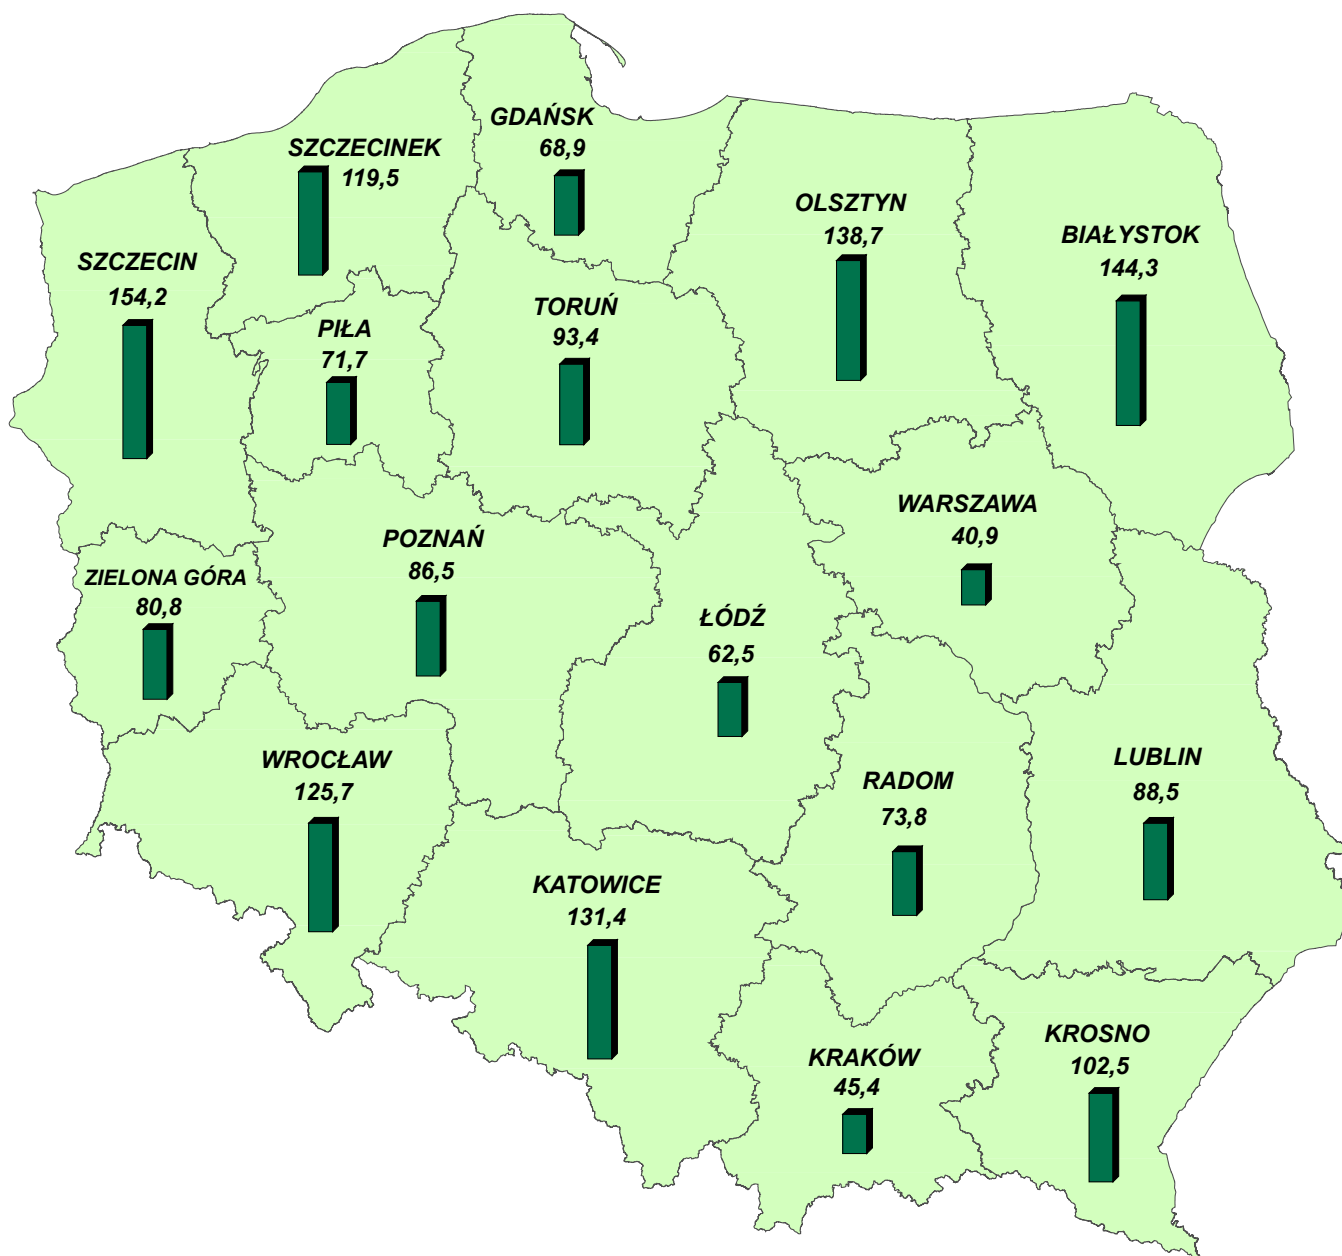 GDAŃSK
68,9
SZCZECINEK
119,5
OLSZTYN
138,7
BIAŁYSTOK
144,3
SZCZECIN
154,2
TORUŃ
93,4
PIŁA
71,7
WARSZAWA
40,9
POZNAŃ
86,5
ZIELONA GÓRA
80,8
ŁÓDŹ
62,5
WROCŁAW
125,7
LUBLIN
88,5
RADOM
73,8
KATOWICE
131,4
KROSNO
102,5
KRAKÓW
45,4